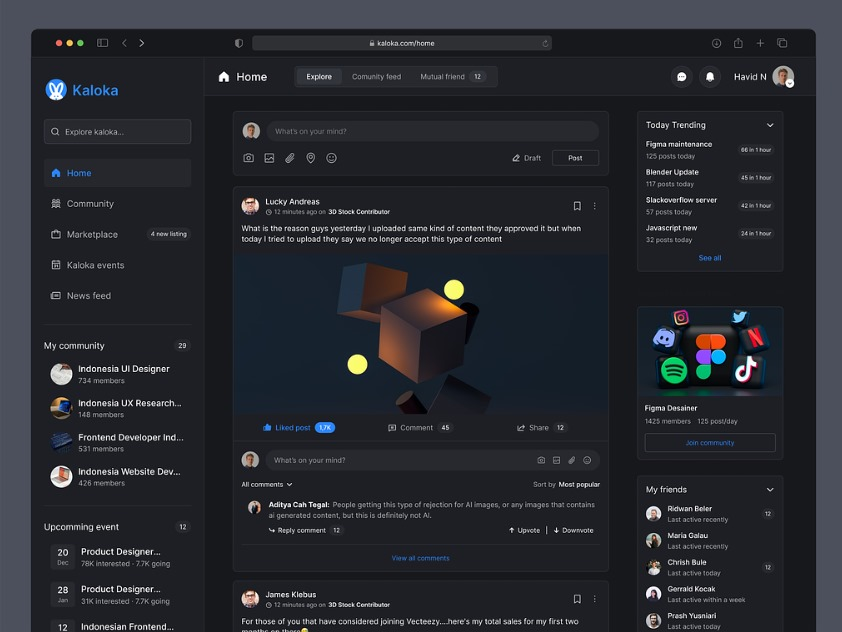 kaloka.com/home
Kaloka
Explore kaloka...
Home
Community
Marketplace
4 new listing
Kaloka events
News feed
My community
29
Indonesia UI Designer
734 members
Indonesia UX Research...
148 members
Frontend Developer Ind...
531 members
Indonesia Website Dev...
426 members
Upcomming event
12
20
Dec
Product Designer...
78K interested · 7.7K going
28
Jan
Product Designer...
31K interested · 7.7K going
12
Indonesian Frontend...
Home
Explore
Comunity feed
Mutual friend
12
Havid N
What's on your mind?
Draft
Post
Lucky Andreas
12 minutes ago on 3D Stock Contributor
What is the reason guys yesterday I uploaded same kind of content they approved it but when
today I tried to upload they say we no longer accept this type of content
Liked post
1,7K
Comment
45
Share
12
What's on your mind?
All comments
Sort by Most popular
Aditya Cah Tegal: People getting this type of rejection for AI images, or any images that contains
ai generated content, but this is definitely not AI.
Reply comment
12
Upvote
Downvote
View all comments
James Klebus
12 minutes ago on 3D Stock Contributor
For those of you that have considered joining Vecteezy....here's my total sales for my first two
months on there
Today Trending
Figma maintenance
125 posts today
66 in 1 hour
Blender Update
117 posts today
45 in 1 hour
Slackoverflow server
57 posts today
42 in 1 hour
Javascript new
32 posts today
24 in 1 hour
See all
Figma Desainer
1425 members
125 post/day
Join community
My friends
Ridwan Beler
Last active recently
12
Maria Galau
Last active recently
Chrish Bule
Last active today
12
Gerrald Kocak
Last active within a week
Prash Yusniari
Last active today